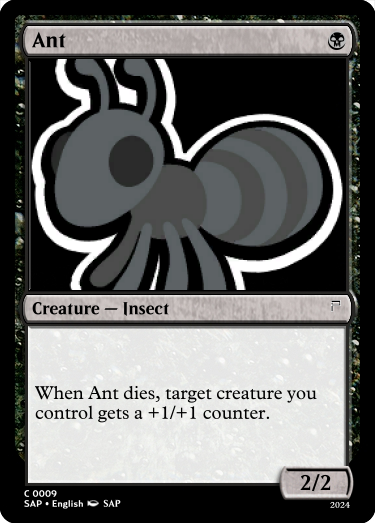 Ant
Creature — Insect
When Ant dies, target creature you
control gets a +1/+1 counter.
2/2
C 0009
SAP • English SAP
2024